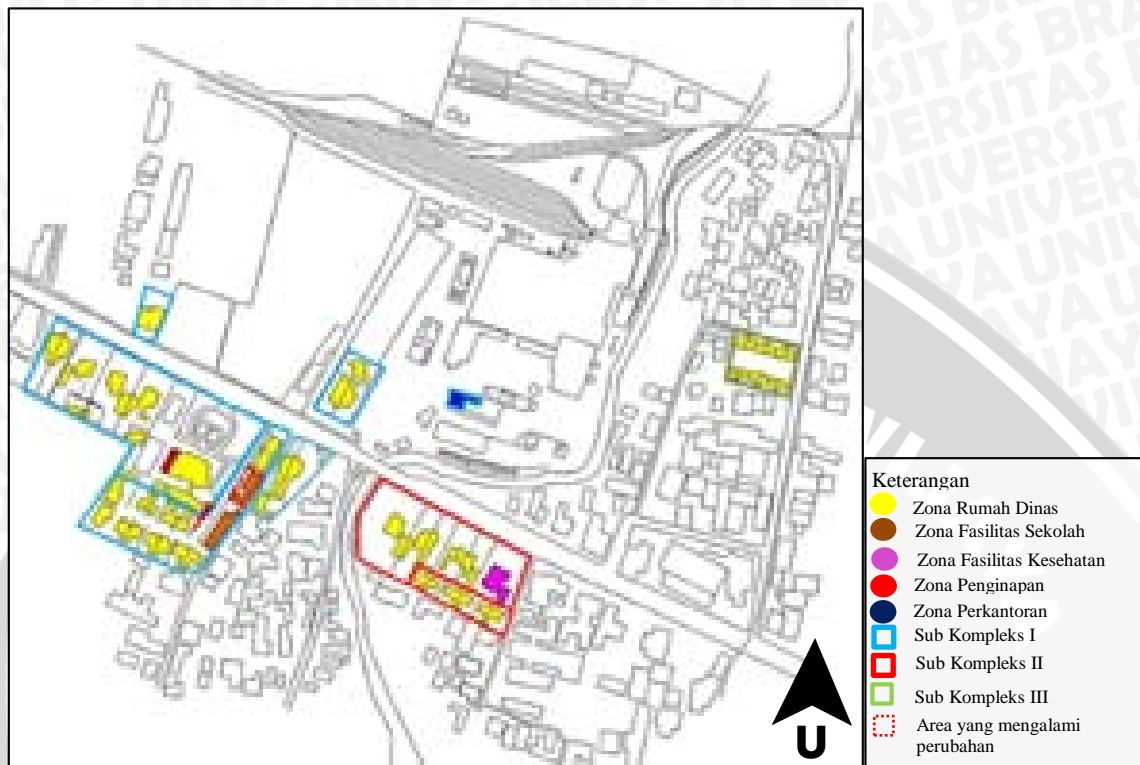 U
Keterangan
Zona Rumah Dinas
Zona Fasilitas Sekolah
Zona Fasilitas Kesehatan
Zona Penginapan
Zona Perkantoran
Sub Kompleks I
Sub Kompleks II
Sub Kompleks III
Area yang mengalami
perubahan